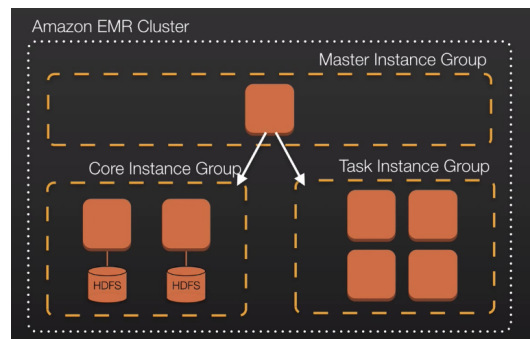 Amazon EMR Cluster
Master Instance Group
Core Instance Group
Task Instance Group
HDFS
HDFS